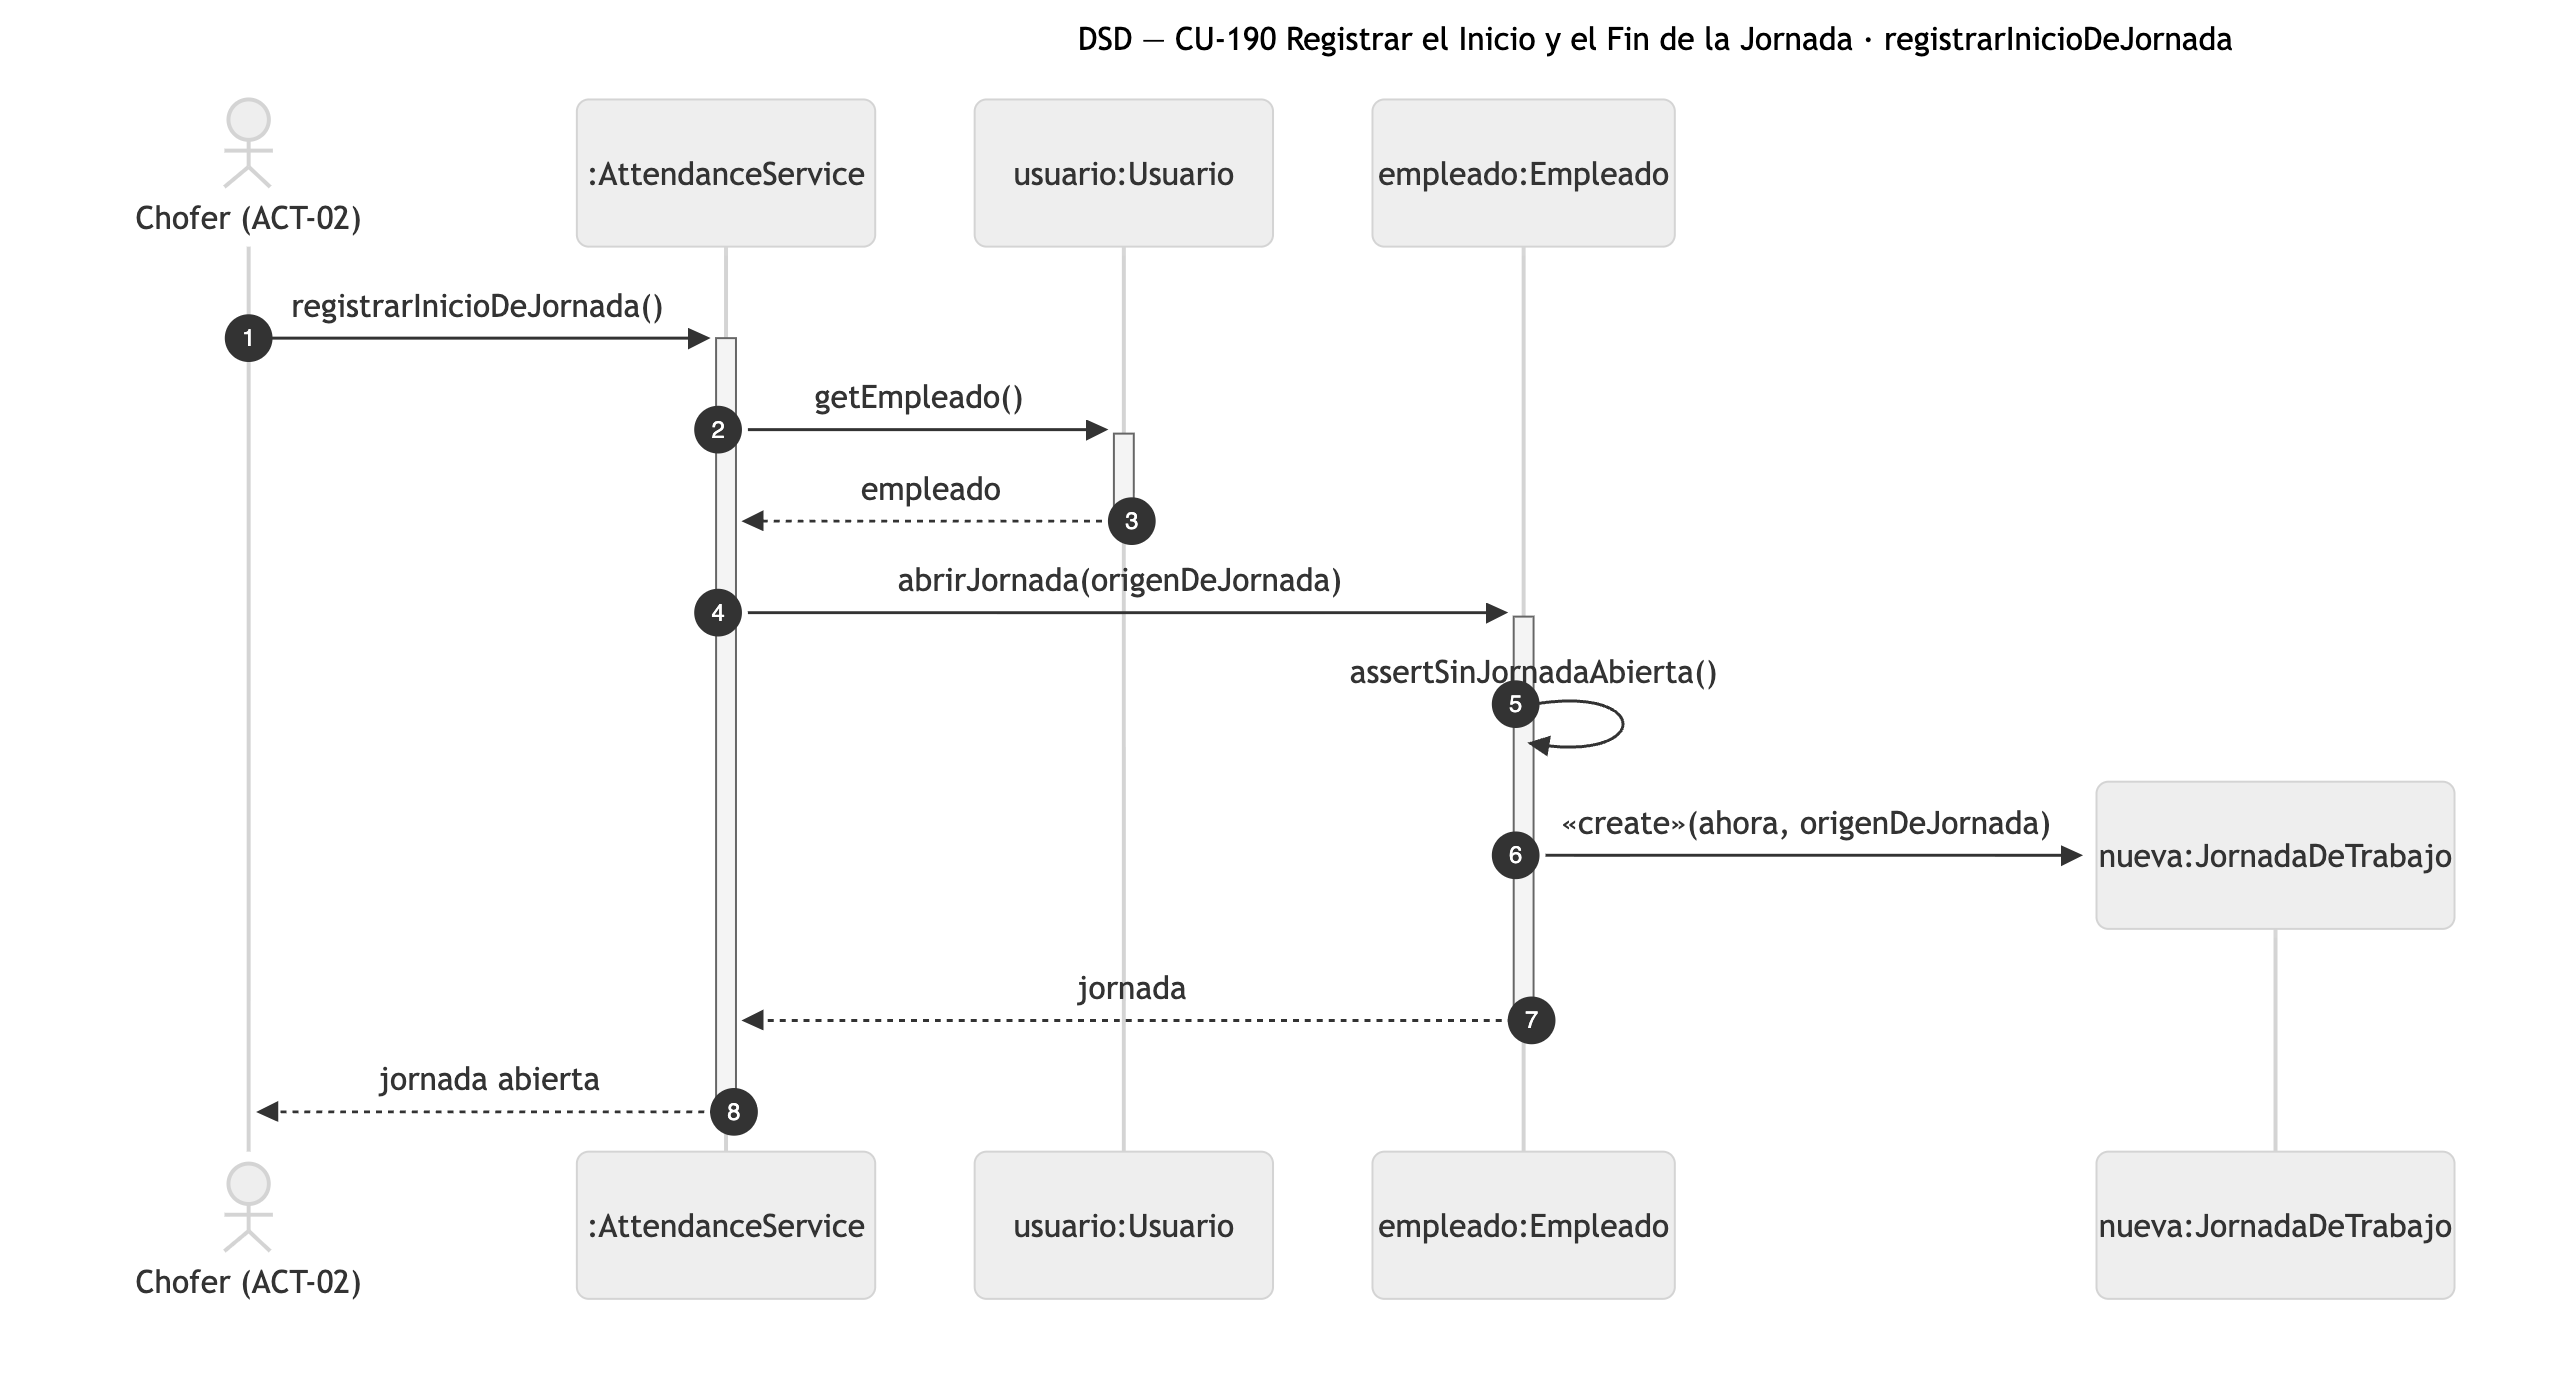 DSD — CU-190 Registrar el Inicio y el Fin de la Jornada · registrarInicioDeJornada
Chofer (ACT-02)
:AttendanceService
usuario:Usuario
empleado:Empleado
registrarInicioDeJornada()
1
getEmpleado()
2
empleado
3
abrirJornada(origenDeJornada)
4
assertSinJornadaAbierta()
5
«create»(ahora, origenDeJornada)
6
nueva:JornadaDeTrabajo
jornada
7
jornada abierta
8
Chofer (ACT-02)
:AttendanceService
usuario:Usuario
empleado:Empleado
nueva:JornadaDeTrabajo